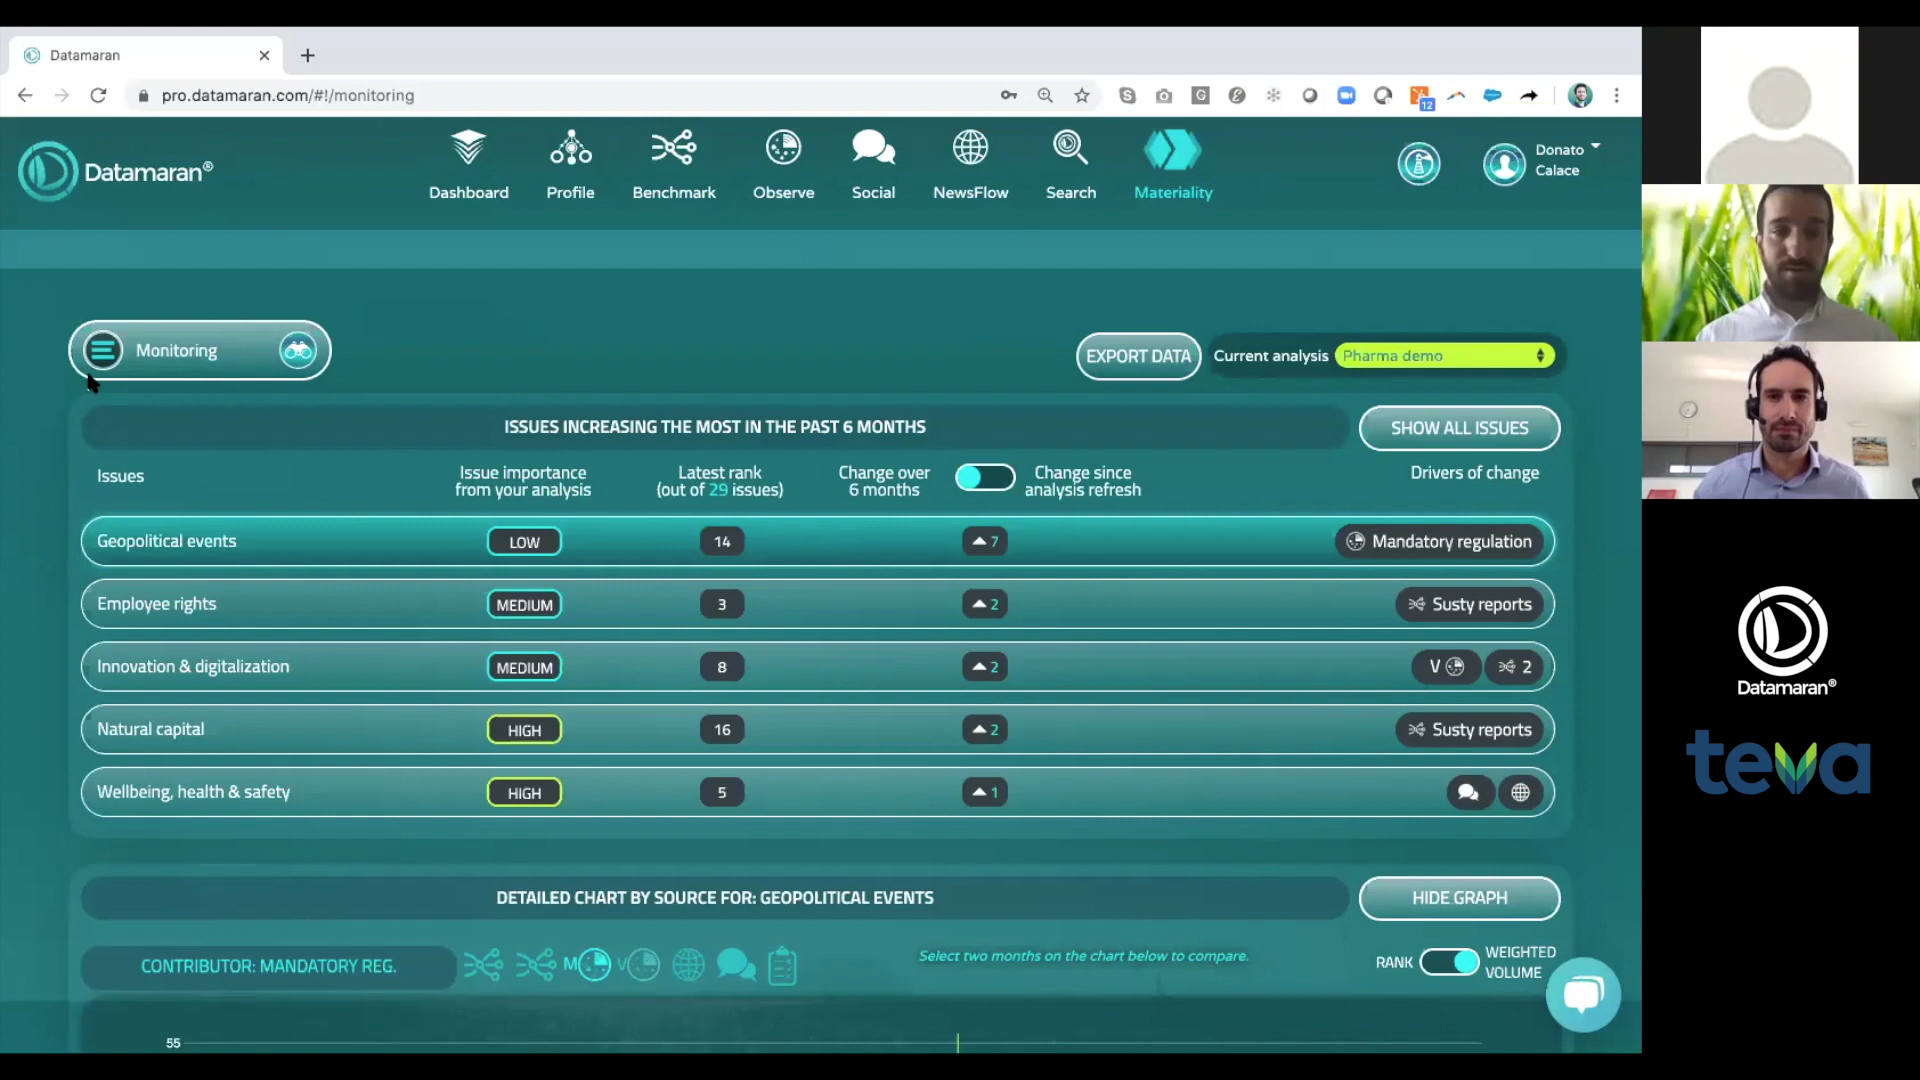 Datamaran
pro.datamaran.com/#!/monitoring
12
Datamaran®
Dashboard
Profile
Benchmark
Observe
Social
NewsFlow
Search
Materiality
Donato
Calace
Monitoring
EXPORT DATA
Current analysis
Pharma demo
ISSUES INCREASING THE MOST IN THE PAST 6 MONTHS
SHOW ALL ISSUES
Issues
Issue importance
from your analysis
Latest rank
(out of 29 issues)
Change over
6 months
Change since
analysis refresh
Drivers of change
Geopolitical events LOW 14 7 Mandatory regulation
Employee rights MEDIUM 3 2 Susty reports
Innovation & digitalization MEDIUM 8 2 V 2
Natural capital HIGH 16 2 Susty reports
Wellbeing, health & safety HIGH 5 1
DETAILED CHART BY SOURCE FOR: GEOPOLITICAL EVENTS
HIDE GRAPH
CONTRIBUTOR: MANDATORY REG.
M
V
Select two months on the chart below to compare.
RANK
WEIGHTED
VOLUME
55
Datamaran®
teva